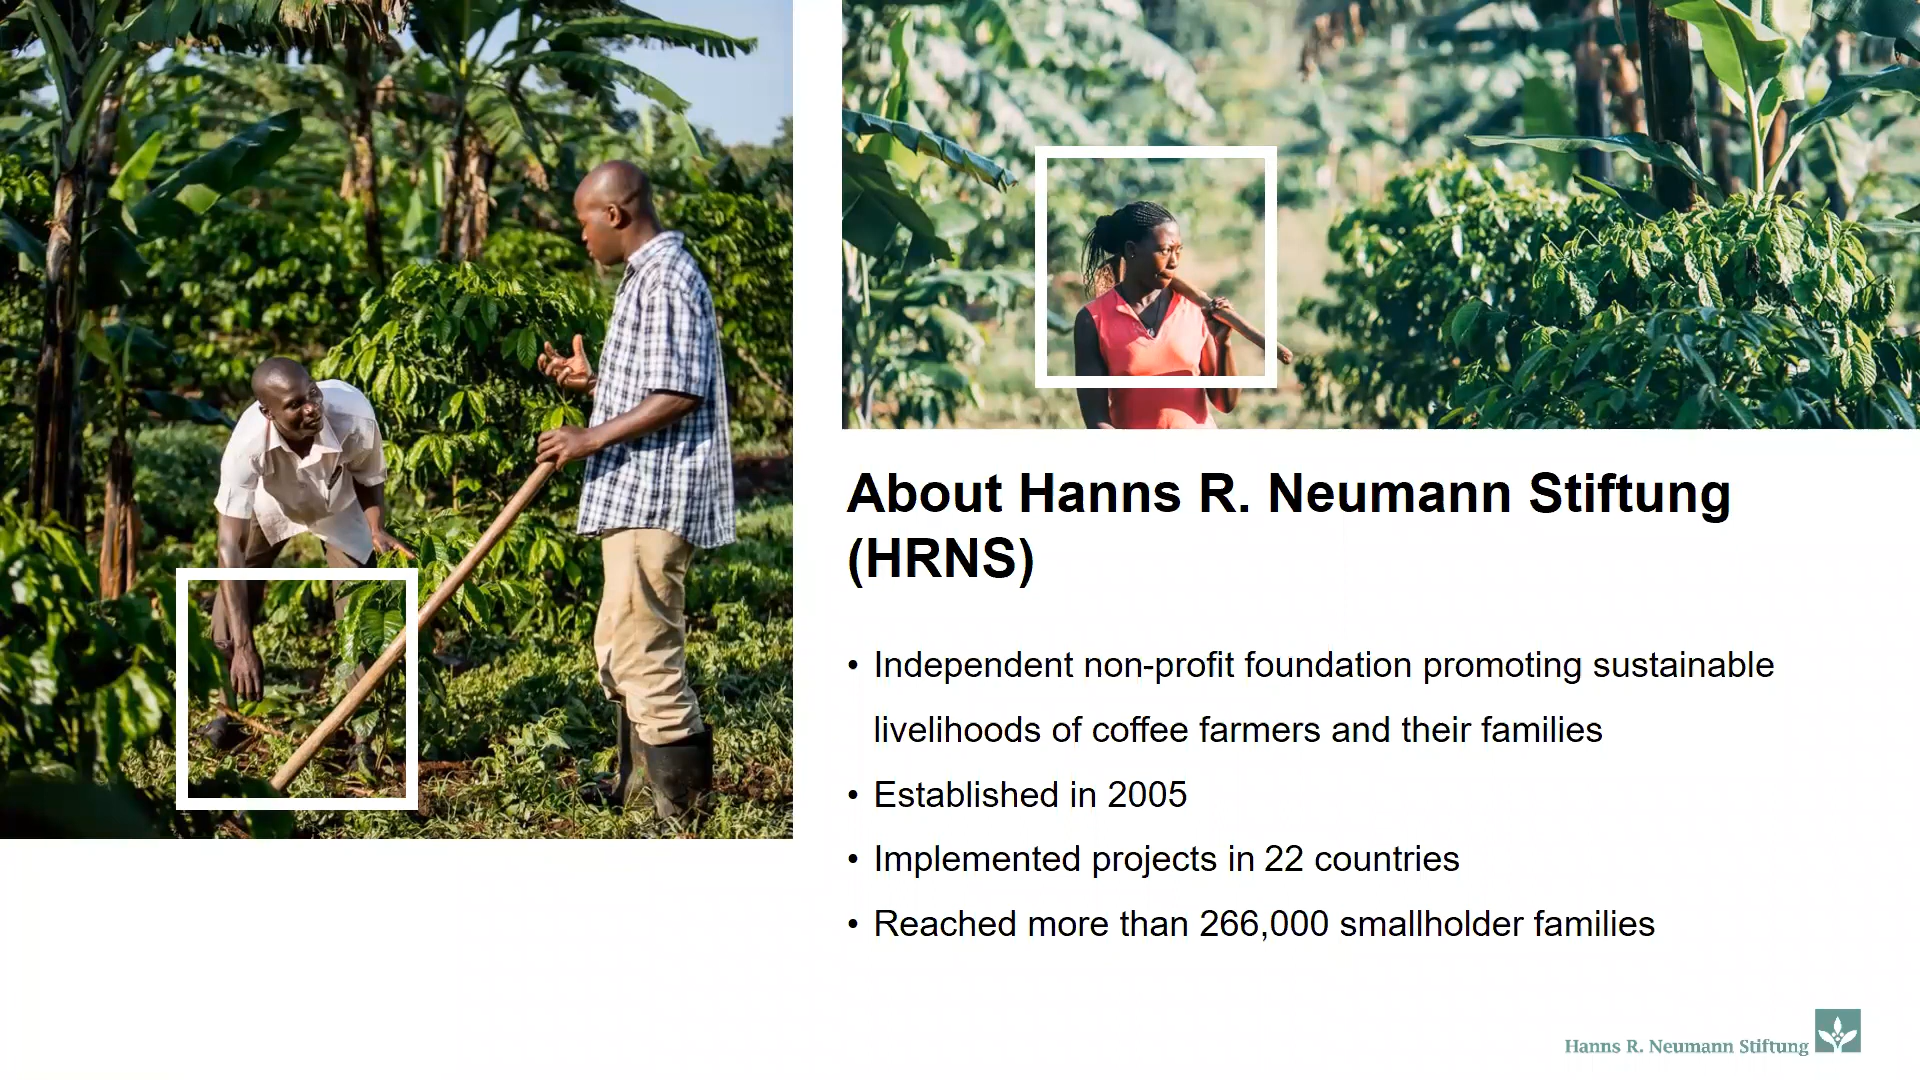 About Hanns R. Neumann Stiftung
(HRNS)
• Independent non-profit foundation promoting sustainable
livelihoods of coffee farmers and their families
• Established in 2005
• Implemented projects in 22 countries
• Reached more than 266,000 smallholder families
Hanns R. Neumann Stiftung